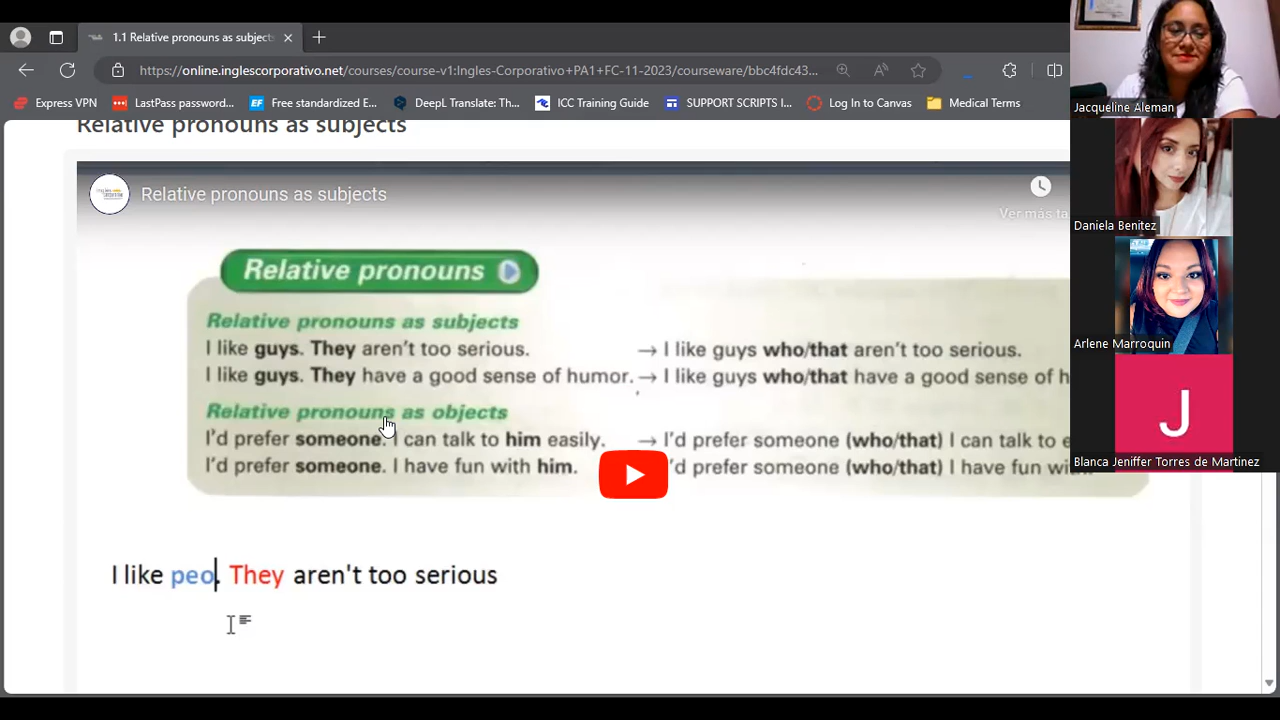 1.1 Relative pronouns as subject
https://online.inglescorporativo.net/courses/course-v1:Ingles-Corporativo+PA1+FC-11-2023/courseware/bbc4fdc43...
Express VPN
LastPass password...
Free standardized E...
DeepL Translate: Th...
ICC Training Guide
SUPPORT SCRIPTS I...
Log In to Canvas
Medical Terms
Relative pronouns as subjects
Relative pronouns as subjects
Ver más ta
Relative pronouns
Relative pronouns as subjects
I like guys. They aren't too serious. → I like guys who/that aren't too serious.
I like guys. They have a good sense of humor. → I like guys who/that have a good sense of h
Relative pronouns as objects
I'd prefer someone. I can talk to him easily. → I'd prefer someone (who/that) I can talk to e
I'd prefer someone. I have fun with him. I'd prefer someone (who/that) I have fun wi
I like peo. They aren't too serious
Jacqueline Aleman
Daniela Benitez
Arlene Marroquin
J
Blanca Jeniffer Torres de Martinez